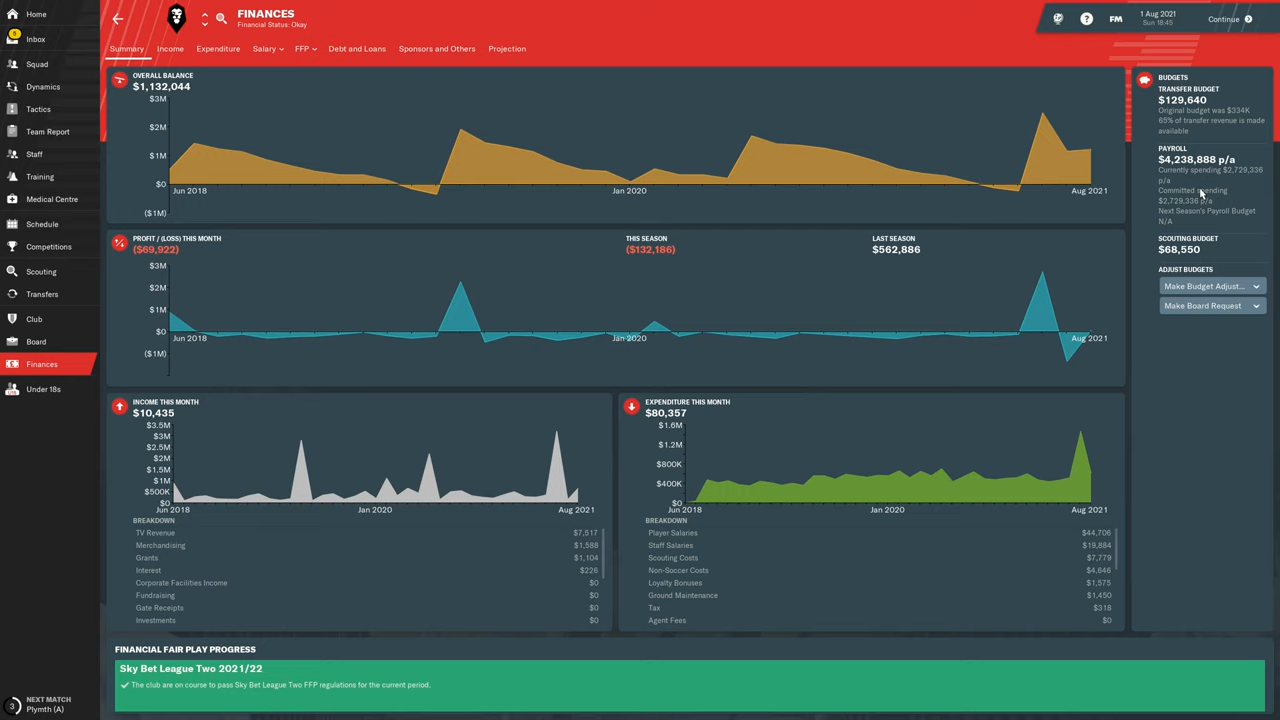 Home
FINANCES
Financial Status: Okay
FM
1 Aug 2021
Sun 18:45
Continue
5
Inbox
Squad
Dynamics
Tactics
Team Report
Staff
Training
Medical Centre
Schedule
Competitions
Scouting
Transfers
Club
Board
Finances
Under 18s
3
NEXT MATCH
Plymth (A)
Summary
Income
Expenditure
Salary
FFP
Debt and Loans
Sponsors and Others
Projection
OVERALL BALANCE
$1,132,044
$3M
$2M
$1M
$0
($1M)
Jun 2018
Jan 2020
Aug 2021
PROFIT / (LOSS) THIS MONTH
($69,922)
THIS SEASON
($132,186)
LAST SEASON
$562,886
$3M
$2M
$1M
$0
($1M)
Jun 2018
Jan 2020
Aug 2021
INCOME THIS MONTH
$10,435
$3.5M
$3M
$2.5M
$2M
$1.5M
$1M
$500K
$0
Jun 2018
Jan 2020
Aug 2021
BREAKDOWN
TV Revenue $7,517
Merchandising $1,588
Grants $1,104
Interest $226
Corporate Facilities Income $0
Fundraising $0
Gate Receipts $0
Investments $0
EXPENDITURE THIS MONTH
$80,357
$1.6M
$1.2M
$800K
$400K
$0
Jun 2018
Jan 2020
Aug 2021
BREAKDOWN
Player Salaries $44,706
Staff Salaries $19,884
Scouting Costs $7,779
Non-Soccer Costs $4,646
Loyalty Bonuses $1,575
Ground Maintenance $1,450
Tax $318
Agent Fees $0
BUDGETS
TRANSFER BUDGET
$129,640
Original budget was $334K
65% of transfer revenue is made
available
PAYROLL
$4,238,888 p/a
Currently spending $2,729,336
p/a
Committed spending
$2,729,336 p/a
Next Season's Payroll Budget
N/A
SCOUTING BUDGET
$68,550
ADJUST BUDGETS
Make Budget Adjust...
Make Board Request
FINANCIAL FAIR PLAY PROGRESS
Sky Bet League Two 2021/22
The club are on course to pass Sky Bet League Two FFP regulations for the current period.